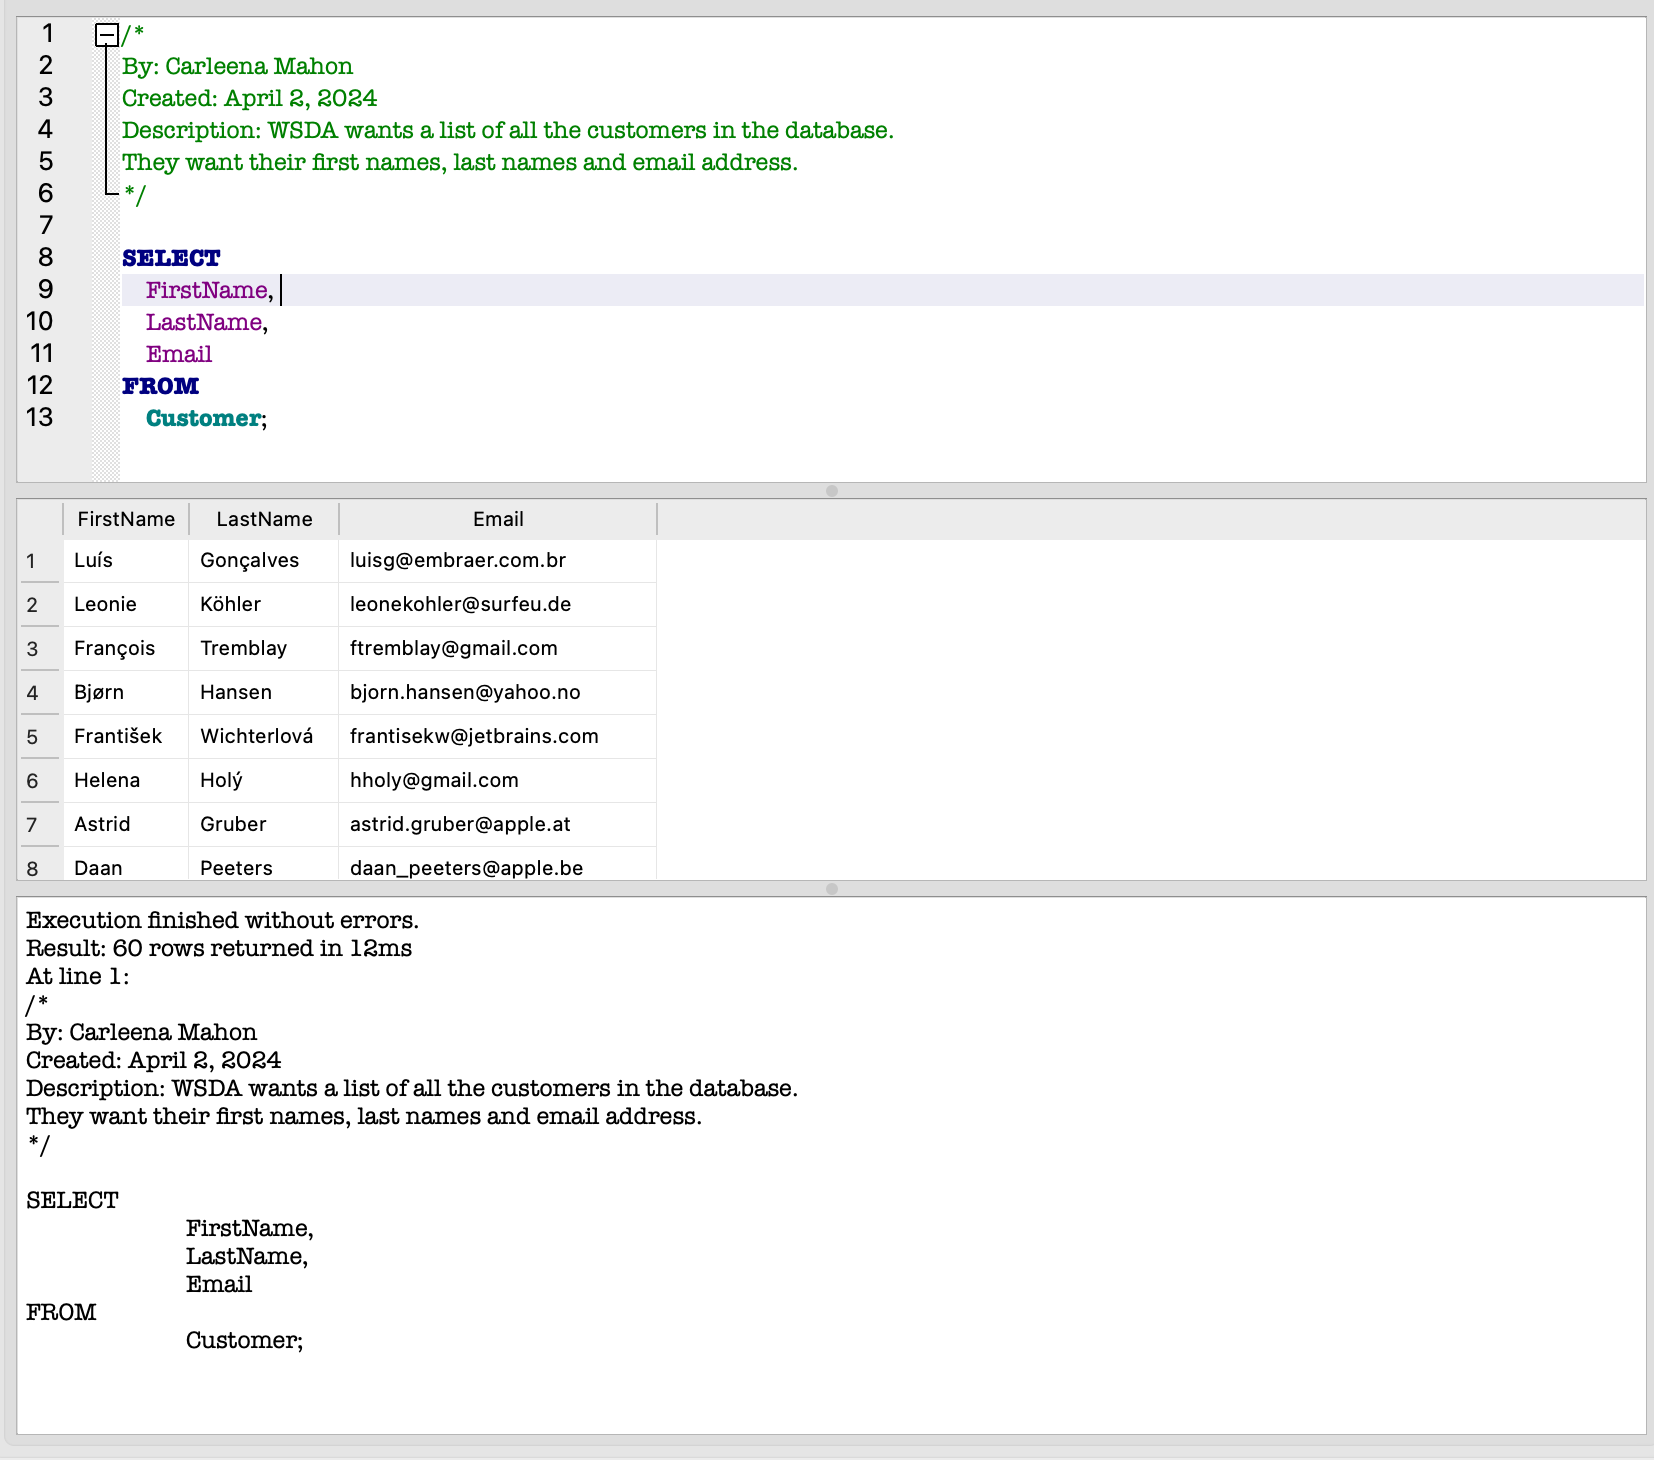 1 /*
2 By: Carleena Mahon
3 Created: April 2, 2024
4 Description: WSDA wants a list of all the customers in the database.
5 They want their first names, last names and email address.
6 */
7
8 SELECT
9 FirstName,
10 LastName,
11 Email
12 FROM
13 Customer;
FirstName LastName Email
1 Luís Gonçalves luisg@embraer.com.br
2 Leonie Köhler leonekohler@surfeu.de
3 François Tremblay ftremblay@gmail.com
4 Bjørn Hansen bjorn.hansen@yahoo.no
5 František Wichterlová frantisekw@jetbrains.com
6 Helena Holý hholy@gmail.com
7 Astrid Gruber astrid.gruber@apple.at
8 Daan Peeters daan_peeters@apple.be
Execution finished without errors.
Result: 60 rows returned in 12ms
At line 1:
/*
By: Carleena Mahon
Created: April 2, 2024
Description: WSDA wants a list of all the customers in the database.
They want their first names, last names and email address.
*/
SELECT
FirstName,
LastName,
Email
FROM
Customer;